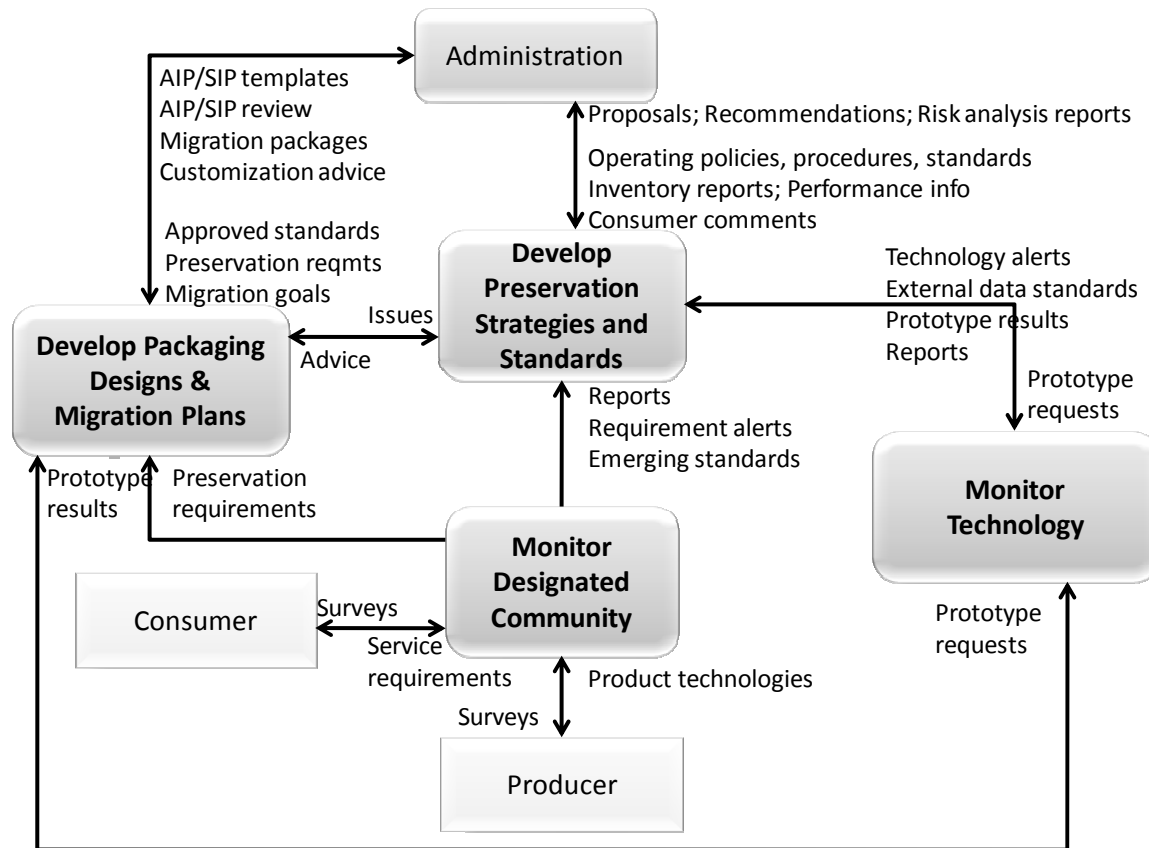 Administration
AIP/SIP templates
AIP/SIP review
Migration packages
Customization advice
Proposals; Recommendations; Risk analysis reports
Operating policies, procedures, standards
Inventory reports; Performance info
Consumer comments
Approved standards
Preservation reqmts
Migration goals
Develop
Preservation
Strategies and
Standards
Technology alerts
External data standards
Prototype results
Reports
Issues
Advice
Develop Packaging
Designs &
Migration Plans
Prototype
requests
Reports
Requirement alerts
Emerging standards
Monitor
Technology
Prototype
results
Preservation
requirements
Monitor
Designated
Community
Consumer
Surveys
Service
requirements
Prototype
requests
Product technologies
Surveys
Producer